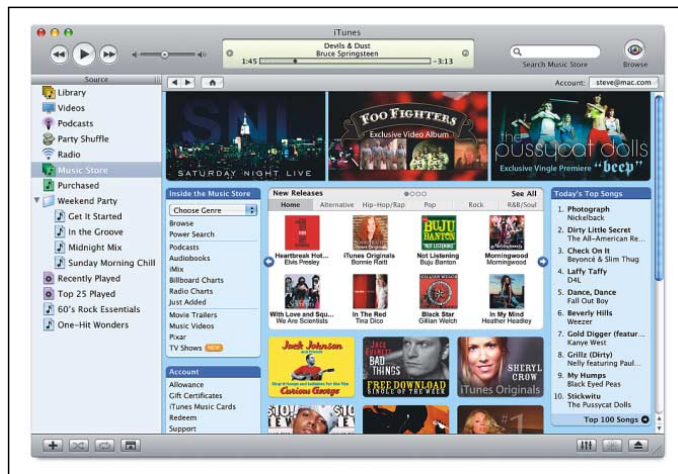 iTunes
Devils & Dust
Bruce Springsteen
1:45
-3:13
Search Music Store
Browse
Source
Account:
steve@mac.com
Library
Videos
Podcasts
Party Shuffle
Radio
Music Store
Purchased
Weekend Party
Get It Started
In the Groove
Midnight Mix
Sunday Morning Chill
Recently Played
Top 25 Played
60's Rock Essentials
One-Hit Wonders
SNL
SATURDAY NIGHT LIVE
FOO FIGHTERS
Exclusive Video Album
the
pussycat dolls
Exclusive Vingle Premiere "beep"
Inside the Music Store
Choose Genre
Browse
Power Search
Podcasts
Audiobooks
iMix
Billboard Charts
Radio Charts
Just Added
Movie Trailers
Music Videos
Pixar
TV Shows
NEW
Account
Allowance
Gift Certificates
iTunes Music Cards
Redeem
Support
New Releases
See All
Home
Alternative
Hip-Hop/Rap
Pop
Rock
R&B/Soul
BUJU
BANTON
Heartbreak Hot...
Elvis Presley
iTunes Originals
Bonnie Raitt
Not Listening
Buju Banton
Morningwood
Morningwood
With Love and Squ...
We Are Scientists
In The Red
Tina Dico
Black Star
Gillian Welch
In My Mind
Heather Headley
Jack Johnson
and friends
Curious George
BAD
THINGS
FREE DOWNLOAD
SINGLE OF THE WEEK
SHERYL
CROW
iTunes Originals
#1
Today's Top Songs
1. Photograph
Nickelback
2. Dirty Little Secret
The All-American Re...
3. Check On It
Beyoncé & Slim Thug
4. Laffy Taffy
D4L
5. Dance, Dance
Fall Out Boy
6. Beverly Hills
Weezer
7. Gold Digger (featur...
Kanye West
8. Grillz (Dirty)
Nelly featuring Paul...
9. My Humps
Black Eyed Peas
10. Stickwitu
The Pussycat Dolls
Top 100 Songs